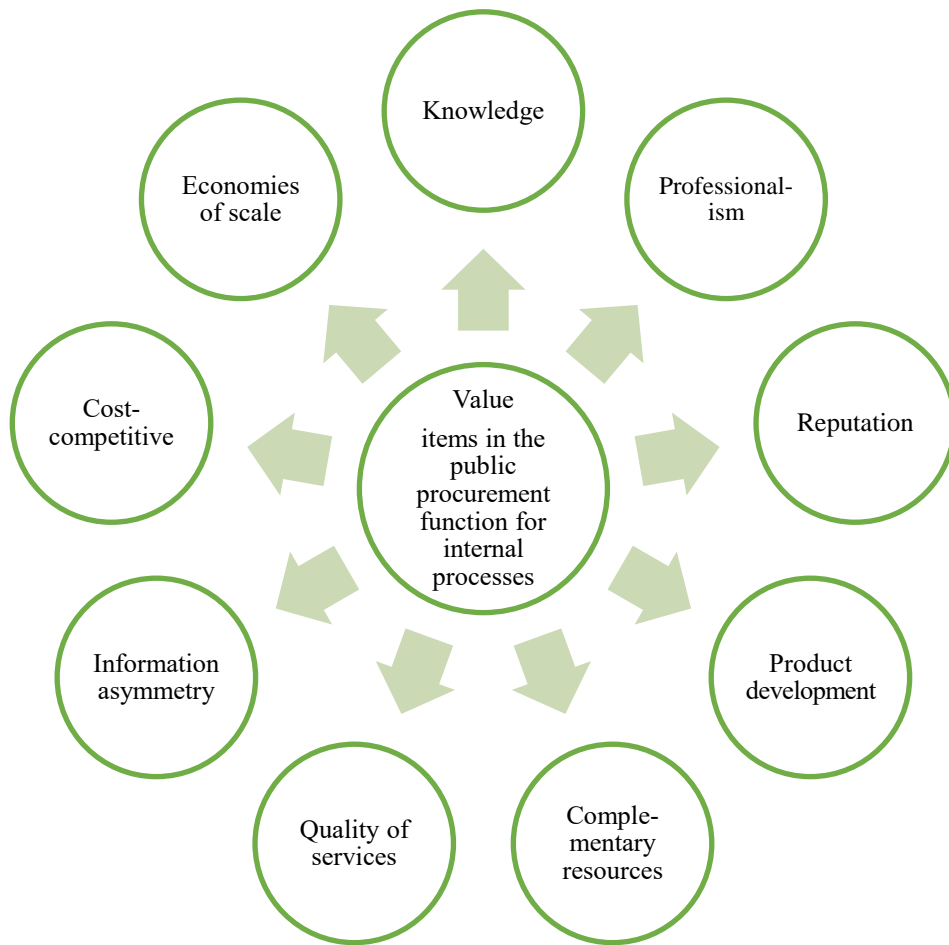 Knowledge
Professional-
ism
Reputation
Product
development
Comple-
mentary
resources
Quality of
services
Information
asymmetry
Cost-
competitive
Economies
of scale
Value
items in the
public
procurement
function for
internal
processes